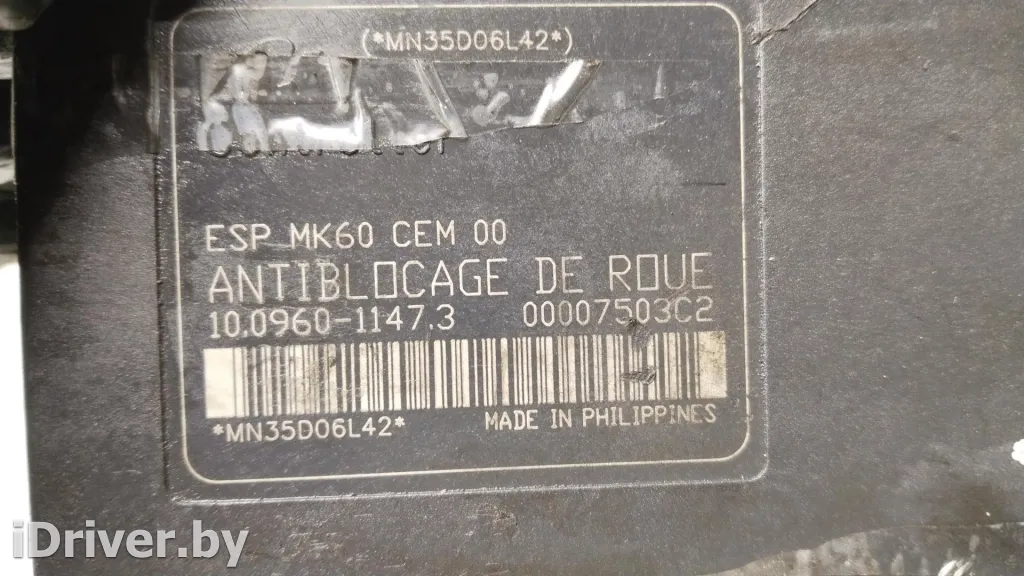 (*MN35D06L42*)
ESP MK60 CEM 00
ANTIBLOCAGE DE ROUE
10.0960-1147.3 00007503C2
*MN35D06L42* MADE IN PHILIPPINES
iDriver.by